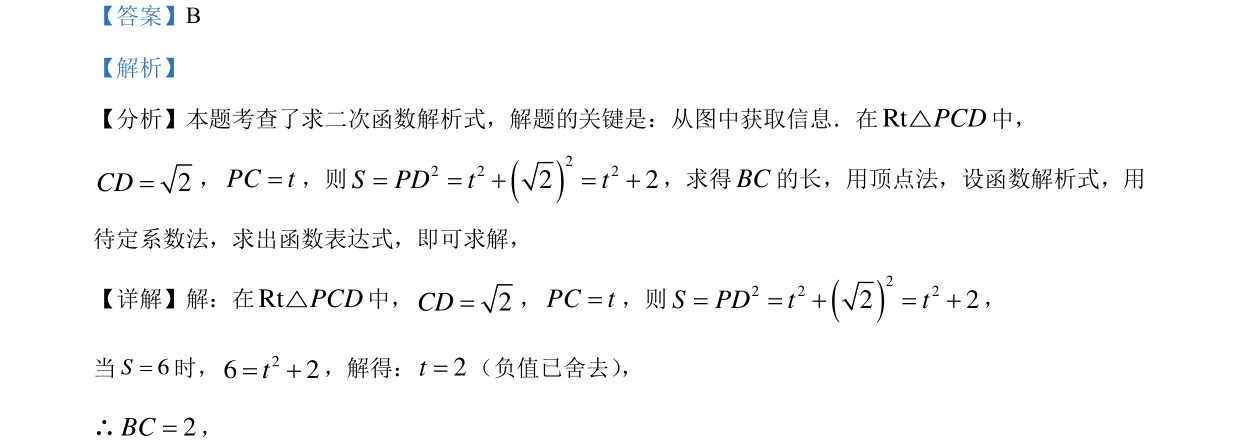 【答案】B
【解析】
【分析】本题考查了求二次函数解析式，解题的关键是：从图中获取信息．在Rt△PCD中，
CD=√2，PC=t，则S=PD²=t²+(√2)²=t²+2，求得BC的长，用顶点法，设函数解析式，用
待定系数法，求出函数表达式，即可求解，
【详解】解：在Rt△PCD中，CD=√2，PC=t，则S=PD²=t²+(√2)²=t²+2，
当S=6时，6=t²+2，解得：t=2（负值已舍去），
∴BC=2，